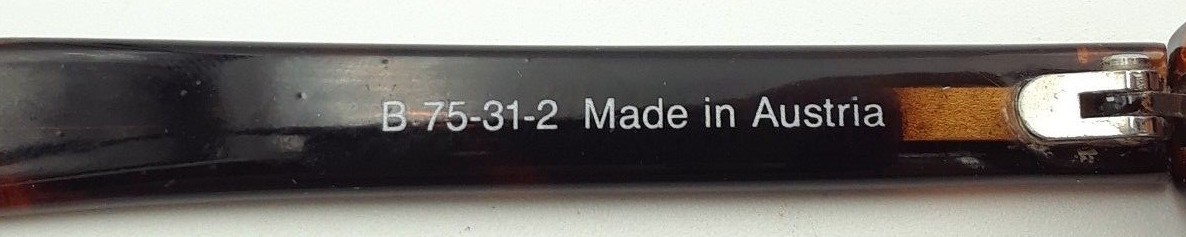 B 75-31-2 Made in Austria